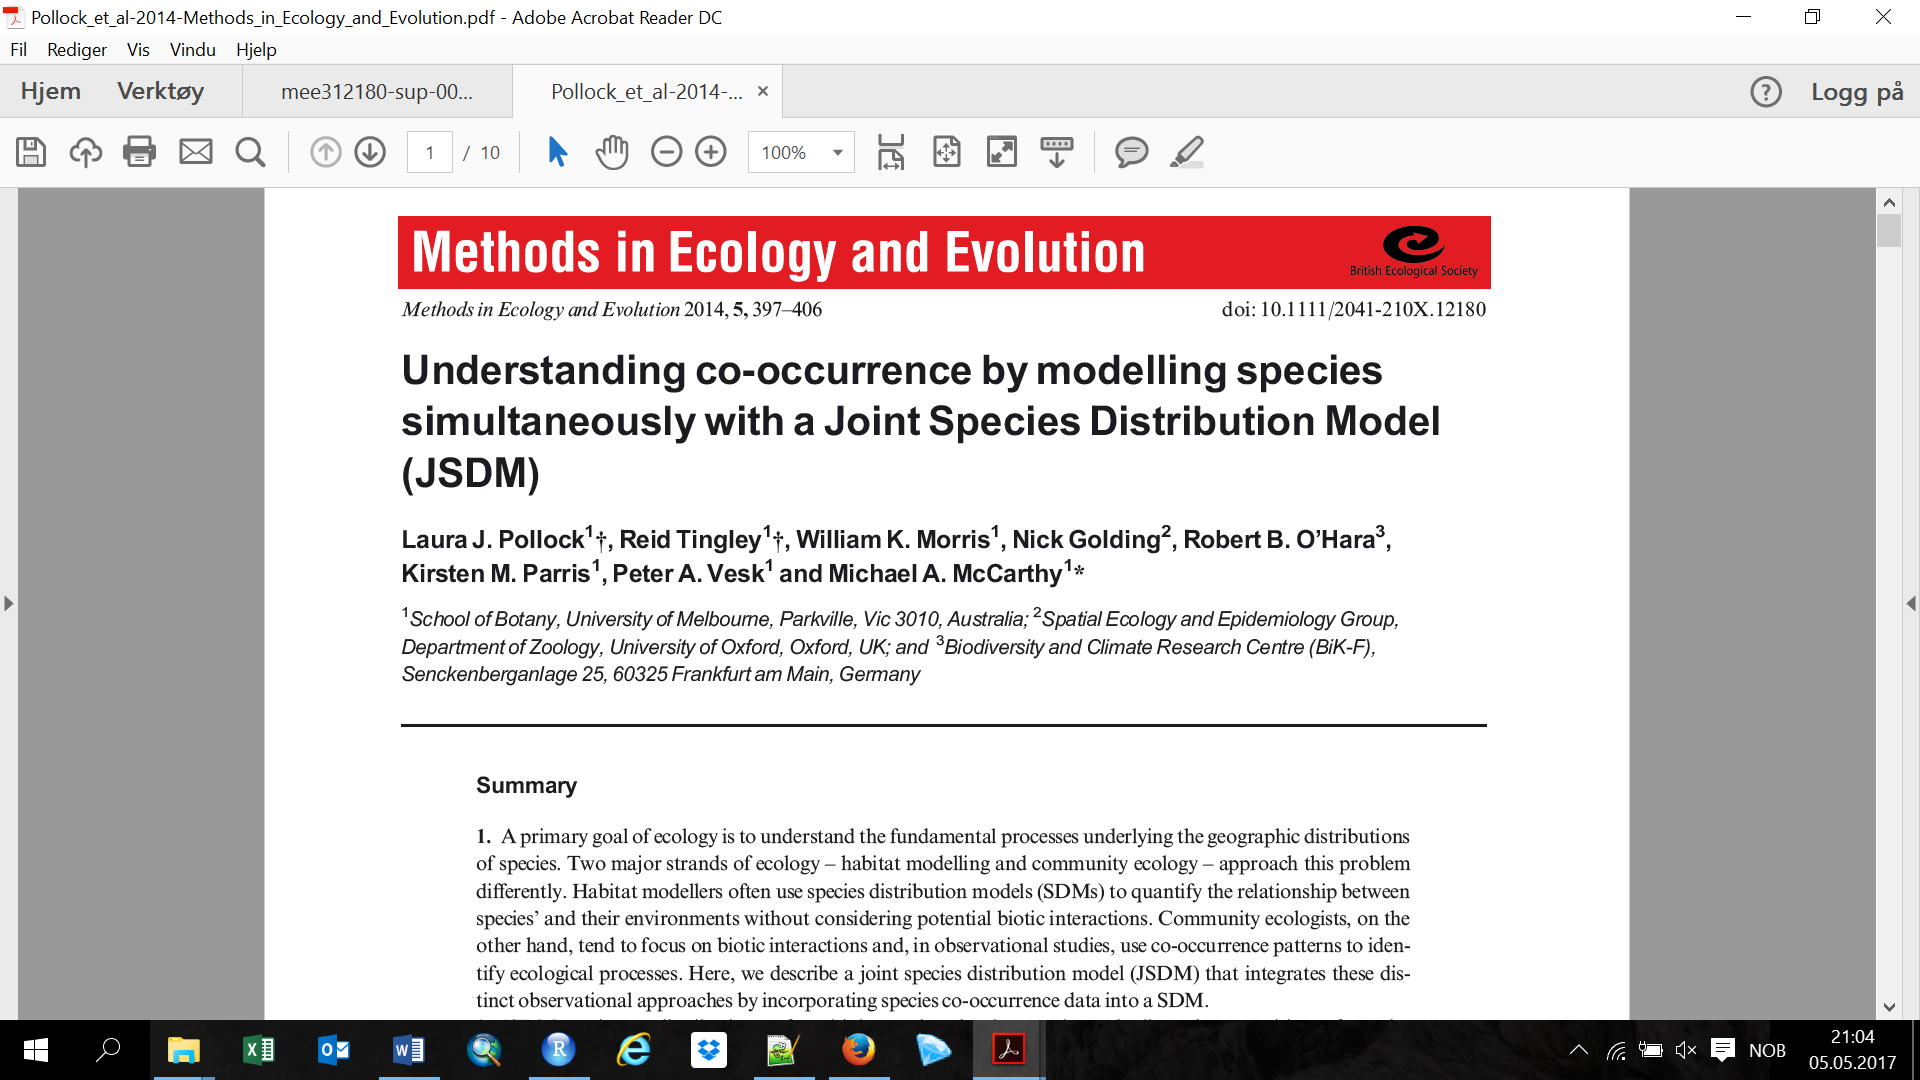 Pollock_et_al-2014-Methods_in_Ecology_and_Evolution.pdf - Adobe Acrobat Reader DC
Fil Rediger Vis Vindu Hjelp
Hjem Verktøy mee312180-sup-00... Pollock_et_al-2014-... × ? Logg på
1 / 10 100%
Methods in Ecology and Evolution
British Ecological Society
Methods in Ecology and Evolution 2014, 5, 397–406 doi: 10.1111/2041-210X.12180
Understanding co-occurrence by modelling species
simultaneously with a Joint Species Distribution Model
(JSDM)
Laura J. Pollock1†, Reid Tingley1†, William K. Morris1, Nick Golding2, Robert B. O’Hara3,
Kirsten M. Parris1, Peter A. Vesk1 and Michael A. McCarthy1*
1School of Botany, University of Melbourne, Parkville, Vic 3010, Australia; 2Spatial Ecology and Epidemiology Group,
Department of Zoology, University of Oxford, Oxford, UK; and 3Biodiversity and Climate Research Centre (BiK-F),
Senckenberganlage 25, 60325 Frankfurt am Main, Germany
Summary
1. A primary goal of ecology is to understand the fundamental processes underlying the geographic distributions
of species. Two major strands of ecology – habitat modelling and community ecology – approach this problem
differently. Habitat modellers often use species distribution models (SDMs) to quantify the relationship between
species’ and their environments without considering potential biotic interactions. Community ecologists, on the
other hand, tend to focus on biotic interactions and, in observational studies, use co-occurrence patterns to iden-
tify ecological processes. Here, we describe a joint species distribution model (JSDM) that integrates these dis-
tinct observational approaches by incorporating species co-occurrence data into a SDM.
NOB
21:04
05.05.2017